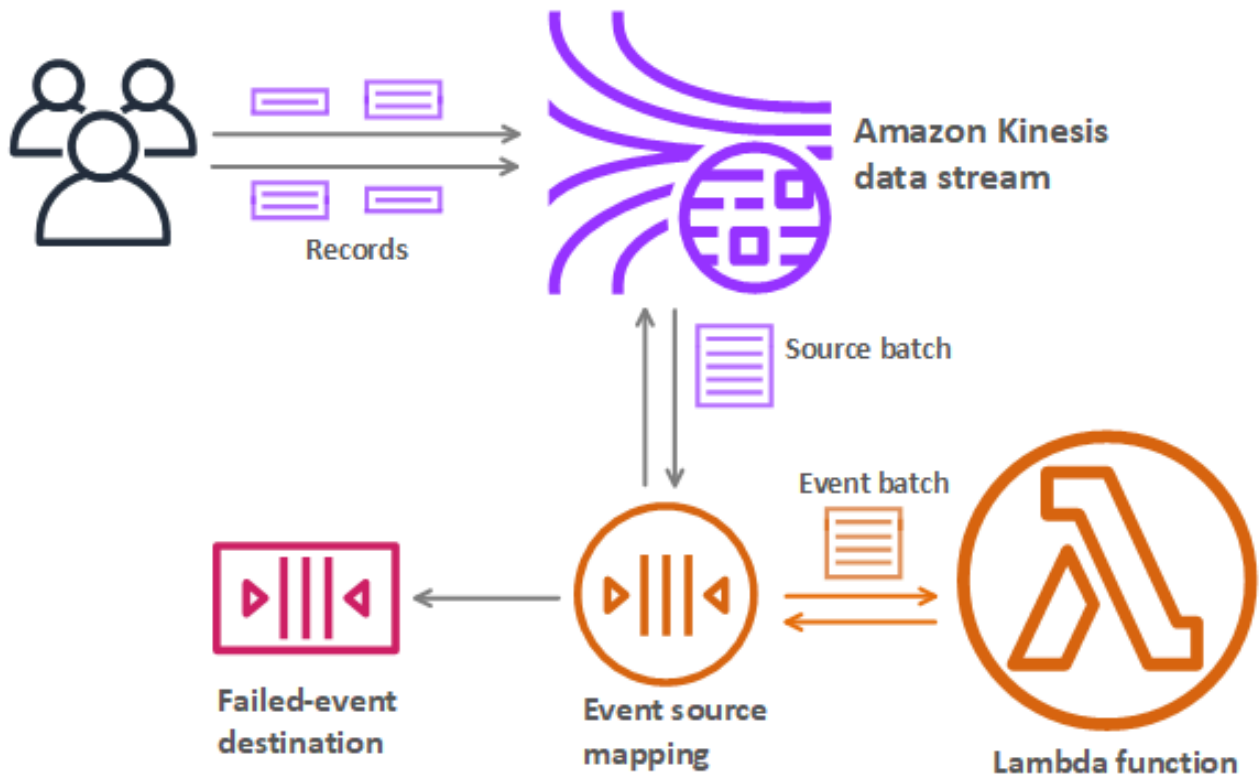 Amazon Kinesis
data stream
Records
Source batch
Event batch
Failed-event
destination
Event source
mapping
Lambda function